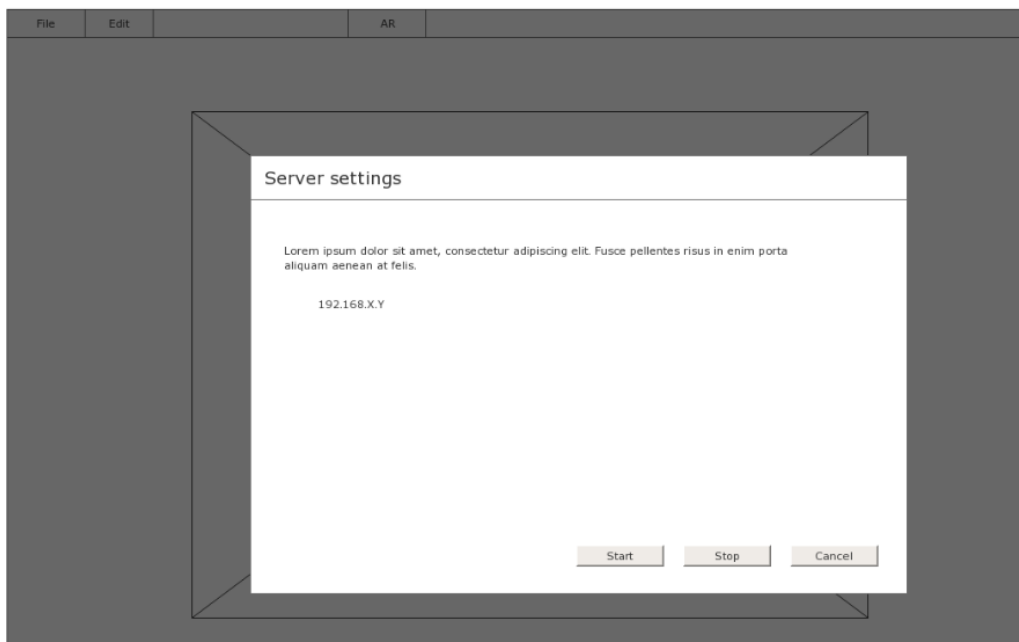 File Edit AR
Server settings
Lorem ipsum dolor sit amet, consectetur adipiscing elit. Fusce pellentes risus in enim porta
aliquam aenean at felis.
192.168.X.Y
Start Stop Cancel